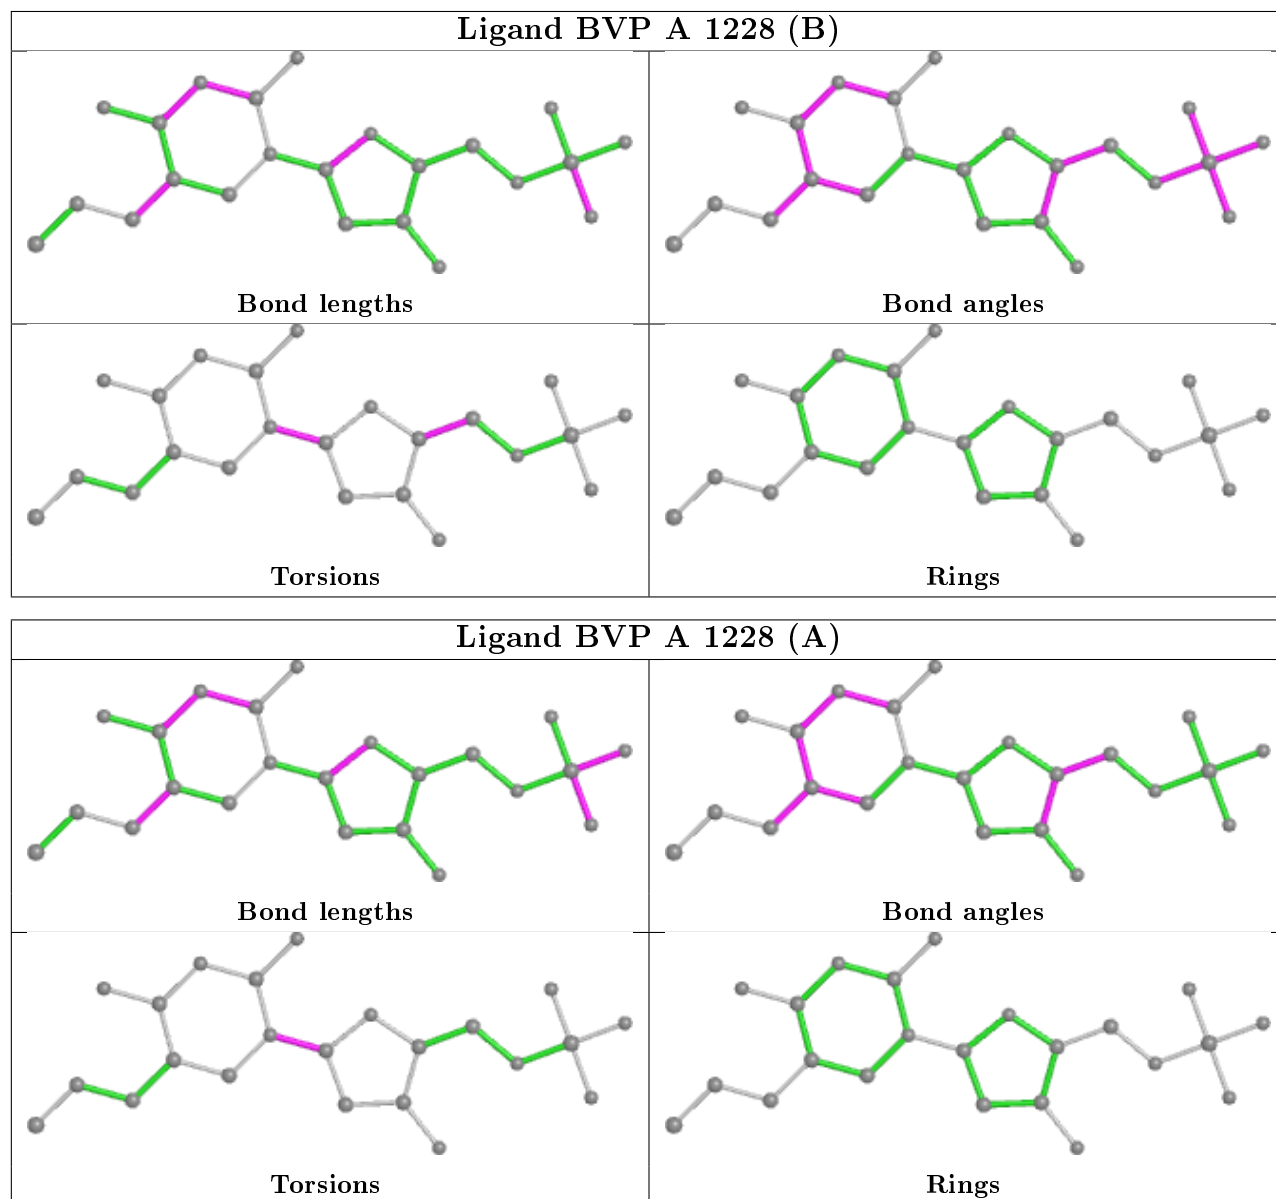 Ligand BVP A 1228 (B)
Bond lengths
Bond angles
Torsions
Rings
Ligand BVP A 1228 (A)
Bond lengths
Bond angles
Torsions
Rings